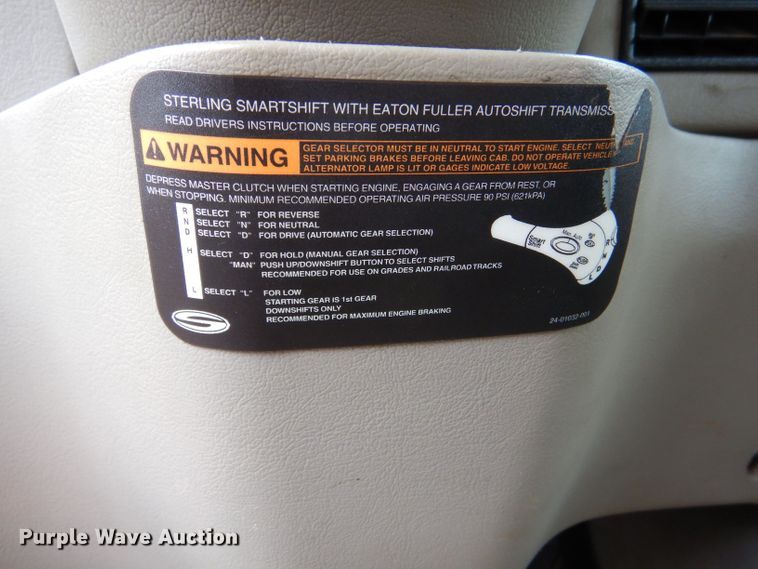 STERLING SMARTSHIFT WITH EATON FULLER AUTOSHIFT TRANSMISS
READ DRIVERS INSTRUCTIONS BEFORE OPERATING
WARNING
GEAR SELECTOR MUST BE IN NEUTRAL TO START ENGINE. SELECT NEUT
SET PARKING BRAKES BEFORE LEAVING CAB. DO NOT OPERATE VEHICLE
ALTERNATOR LAMP IS LIT OR GAGES INDICATE LOW VOLTAGE.
DEPRESS MASTER CLUTCH WHEN STARTING ENGINE, ENGAGING A GEAR FROM REST, OR
WHEN STOPPING. MINIMUM RECOMMENDED OPERATING AIR PRESSURE 90 PSI (621kPA)
R SELECT "R" FOR REVERSE
N SELECT "N" FOR NEUTRAL
D SELECT "D" FOR DRIVE (AUTOMATIC GEAR SELECTION)
H SELECT "D" FOR HOLD (MANUAL GEAR SELECTION)
"MAN" PUSH UP/DOWNSHIFT BUTTON TO SELECT SHIFTS
RECOMMENDED FOR USE ON GRADES AND RAILROAD TRACKS
L SELECT "L" FOR LOW
STARTING GEAR IS 1st GEAR
DOWNSHIFTS ONLY
RECOMMENDED FOR MAXIMUM ENGINE BRAKING
Smart
Shift
Man Auto
R
N
D
L
24-01032-001
Purple Wave Auction